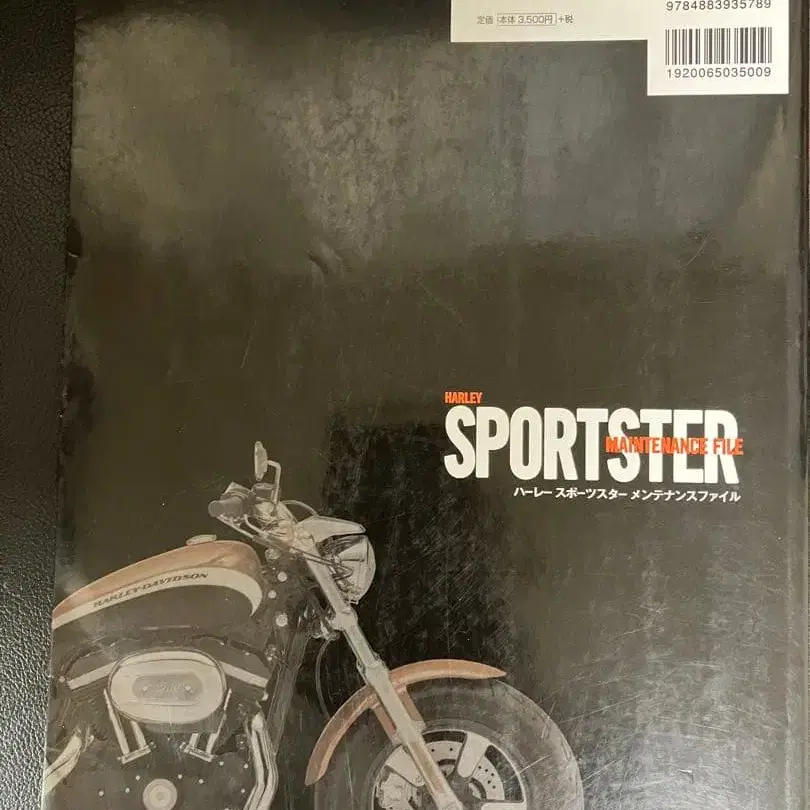 9784883935789
定価 本体 3,500円 +税
1920065035009
HARLEY
SPORTSTER
MAINTENANCE FILE
ハーレー スポーツスター メンテナンスファイル
HARLEY-DAVIDSON